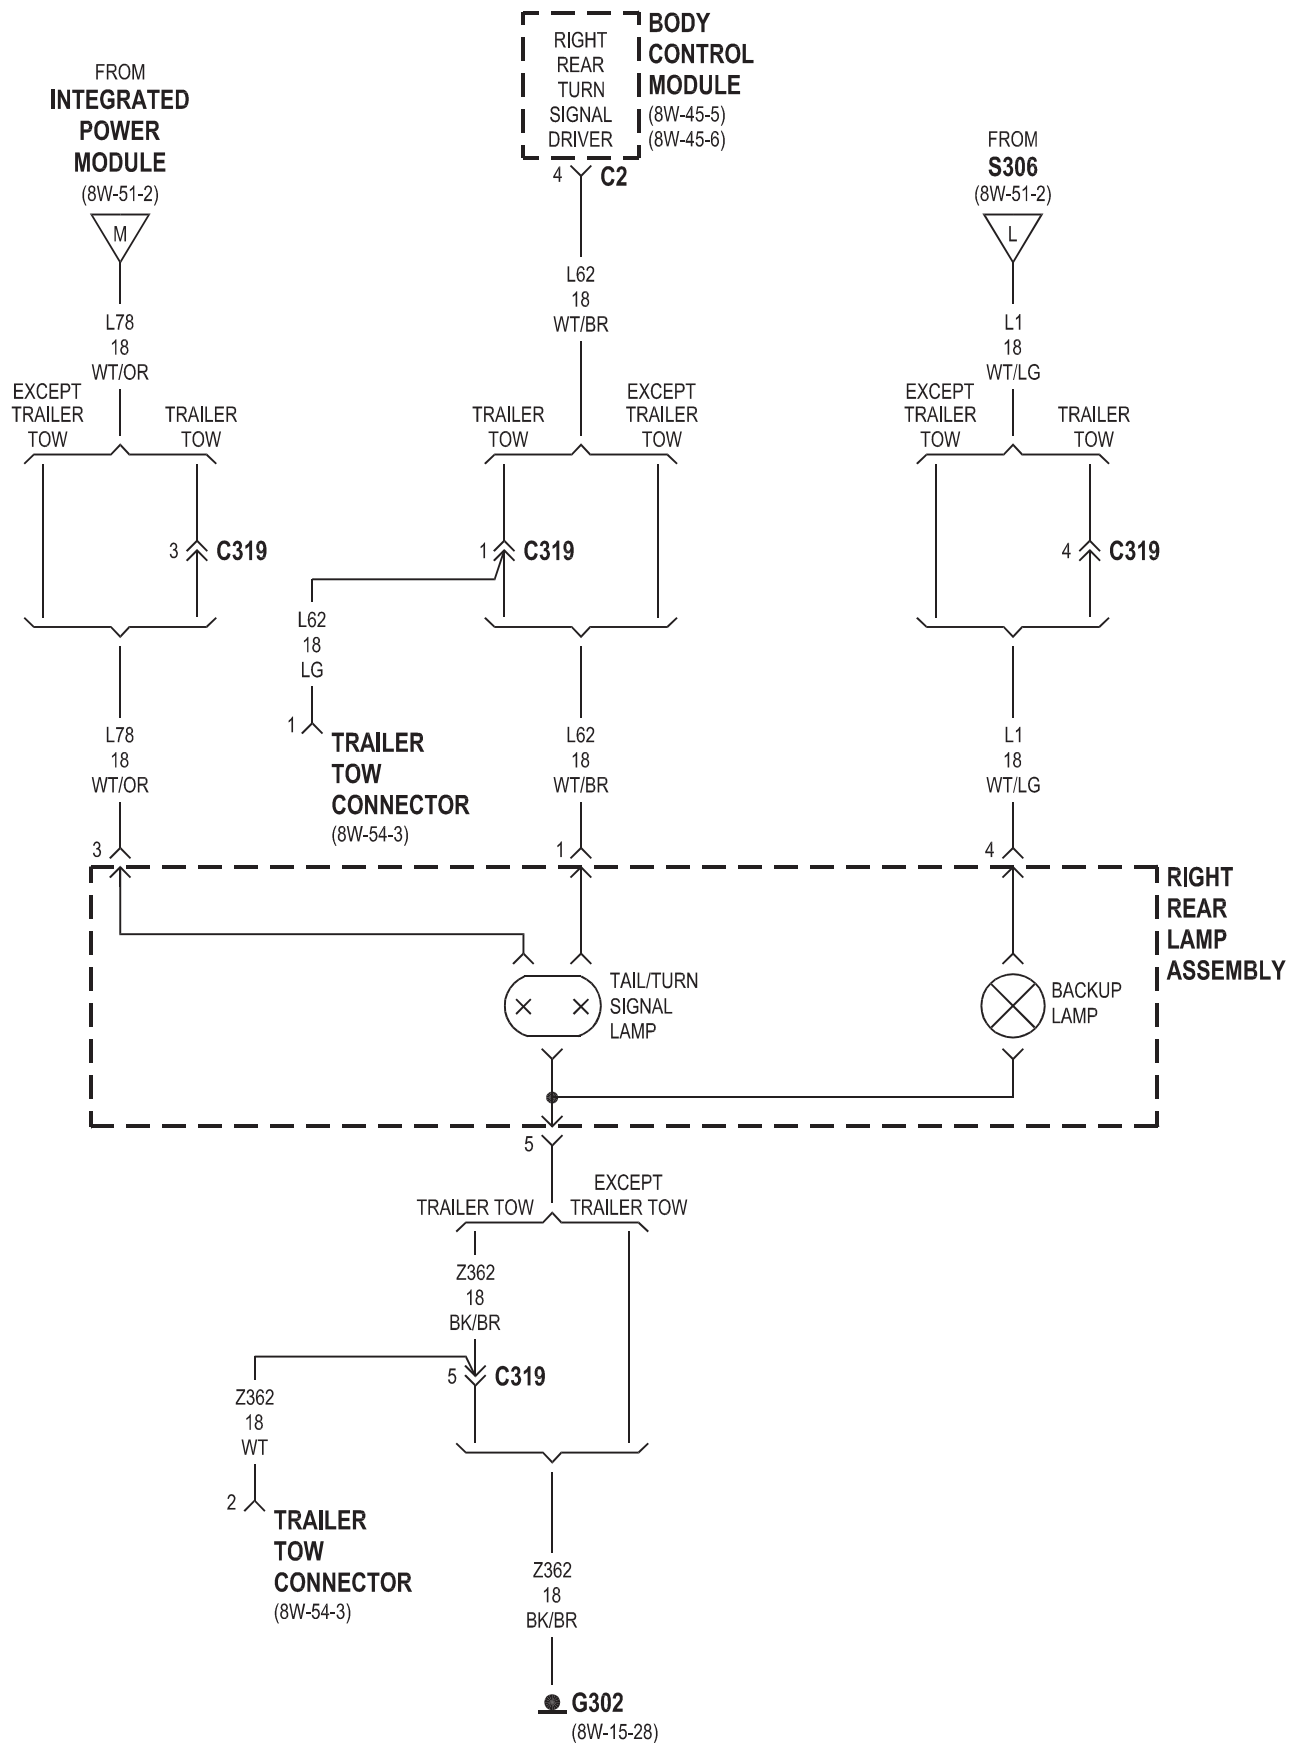 FROM
INTEGRATED
POWER
MODULE
(8W-51-2)
M
L78
18
WT/OR
RIGHT
REAR
TURN
SIGNAL
DRIVER
BODY
CONTROL
MODULE
(8W-45-5)
(8W-45-6)
4
C2
L62
18
WT/BR
FROM
S306
(8W-51-2)
L
L1
18
WT/LG
EXCEPT
TRAILER
TOW
TRAILER
TOW
TRAILER
TOW
EXCEPT
TRAILER
TOW
EXCEPT
TRAILER
TOW
TRAILER
TOW
3
C319
1
C319
4
C319
L62
18
LG
1
TRAILER
TOW
CONNECTOR
(8W-54-3)
L78
18
WT/OR
L62
18
WT/BR
L1
18
WT/LG
3
1
4
RIGHT
REAR
LAMP
ASSEMBLY
TAIL/TURN
SIGNAL
LAMP
BACKUP
LAMP
5
TRAILER TOW
EXCEPT
TRAILER TOW
Z362
18
BK/BR
5
C319
Z362
18
WT
2
TRAILER
TOW
CONNECTOR
(8W-54-3)
Z362
18
BK/BR
G302
(8W-15-28)